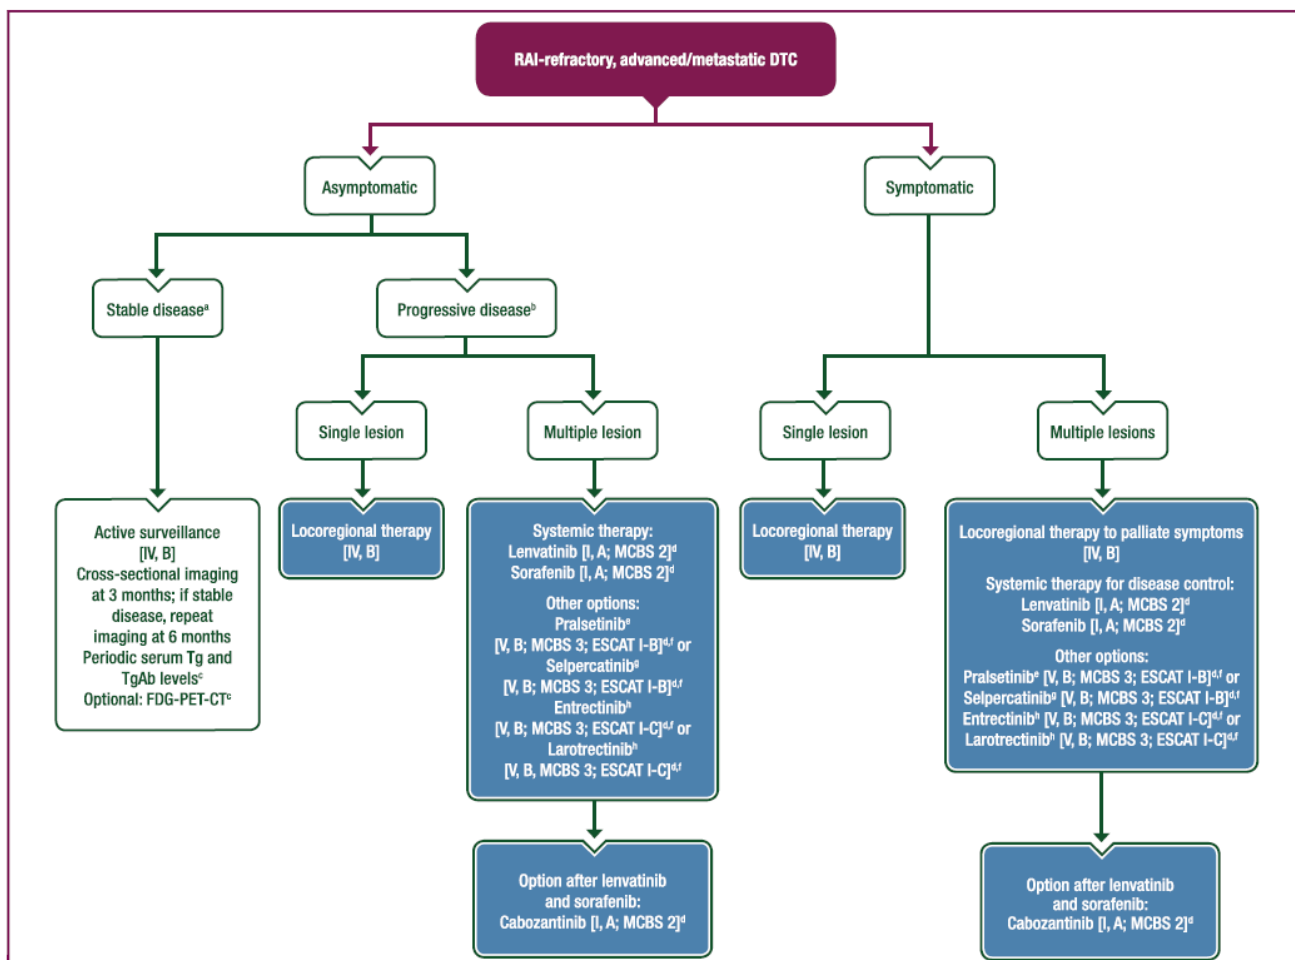 RAI-refractory, advanced/metastatic DTC
Asymptomatic
Symptomatic
Stable diseaseᵃ
Progressive diseaseᵇ
Single lesion
Multiple lesion
Single lesion
Multiple lesions
Active surveillance
[IV, B]
Cross-sectional imaging
at 3 months; if stable
disease, repeat
imaging at 6 months
Periodic serum Tg and
TgAb levelsᶜ
Optional: FDG-PET-CTᶜ
Locoregional therapy
[IV, B]
Systemic therapy:
Lenvatinib [I, A; MCBS 2]ᵈ
Sorafenib [I, A; MCBS 2]ᵈ
Other options:
Pralsetinibᵉ
[V, B; MCBS 3; ESCAT I-B]ᵈ,ᶠ or
Selpercatinibᵍ
[V, B; MCBS 3; ESCAT I-B]ᵈ,ᶠ
Entrectinibʰ
[V, B; MCBS 3; ESCAT I-C]ᵈ,ᶠ or
Larotrectinibʰ
[V, B, MCBS 3; ESCAT I-C]ᵈ,ᶠ
Locoregional therapy
[IV, B]
Locoregional therapy to palliate symptoms
[IV, B]
Systemic therapy for disease control:
Lenvatinib [I, A; MCBS 2]ᵈ
Sorafenib [I, A; MCBS 2]ᵈ
Other options:
Pralsetinibᵉ [V, B; MCBS 3; ESCAT I-B]ᵈ,ᶠ or
Selpercatinibᵍ [V, B; MCBS 3; ESCAT I-B]ᵈ,ᶠ
Entrectinibʰ [V, B; MCBS 3; ESCAT I-C]ᵈ,ᶠ or
Larotrectinibʰ [V, B; MCBS 3; ESCAT I-C]ᵈ,ᶠ
Option after lenvatinib
and sorafenib:
Cabozantinib [I, A; MCBS 2]ᵈ
Option after lenvatinib
and sorafenib:
Cabozantinib [I, A; MCBS 2]ᵈ